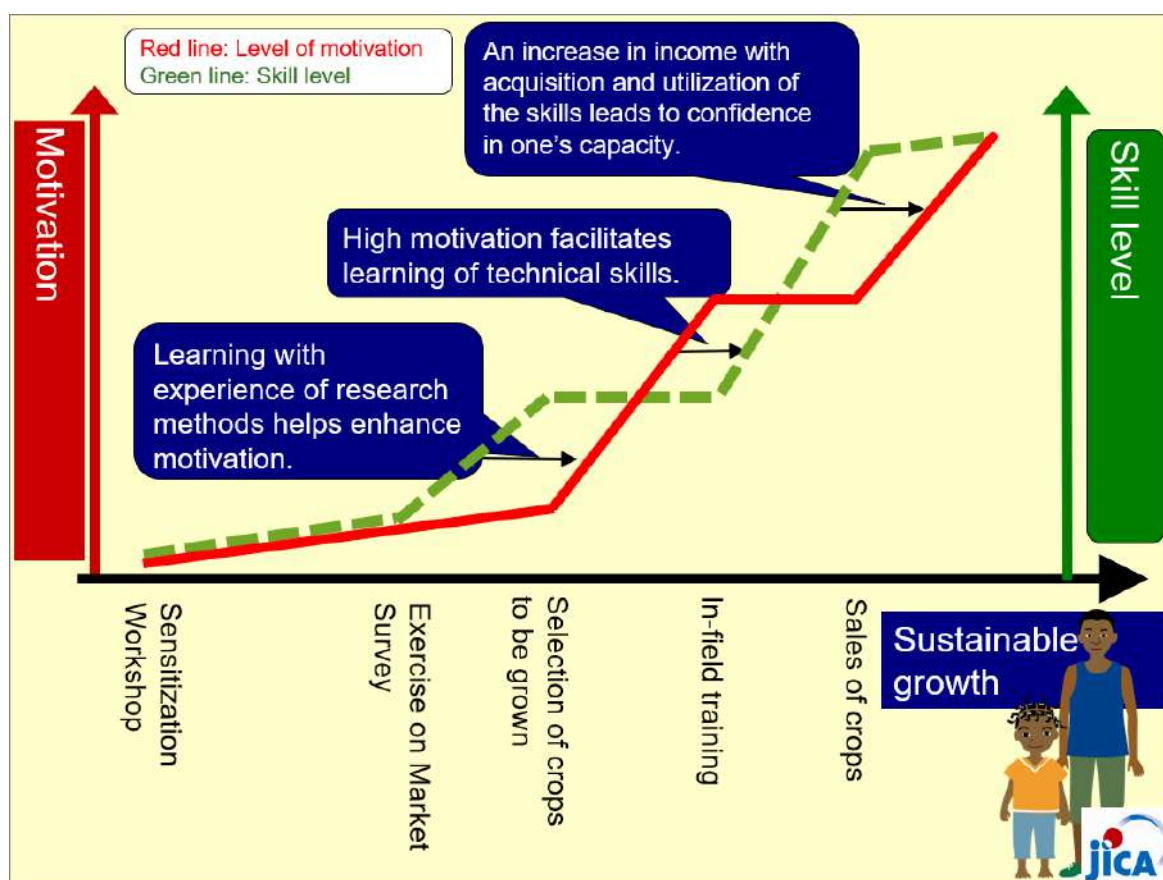 Red line: Level of motivation
Green line: Skill level
An increase in income with
acquisition and utilization of
the skills leads to confidence
in one's capacity.
Motivation
Skill level
High motivation facilitates
learning of technical skills.
Learning with
experience of research
methods helps enhance
motivation.
Sensitization
Workshop
Exercise on Market
Survey
Selection of crops
to be grown
In-field training
Sales of crops
Sustainable
growth
jICA